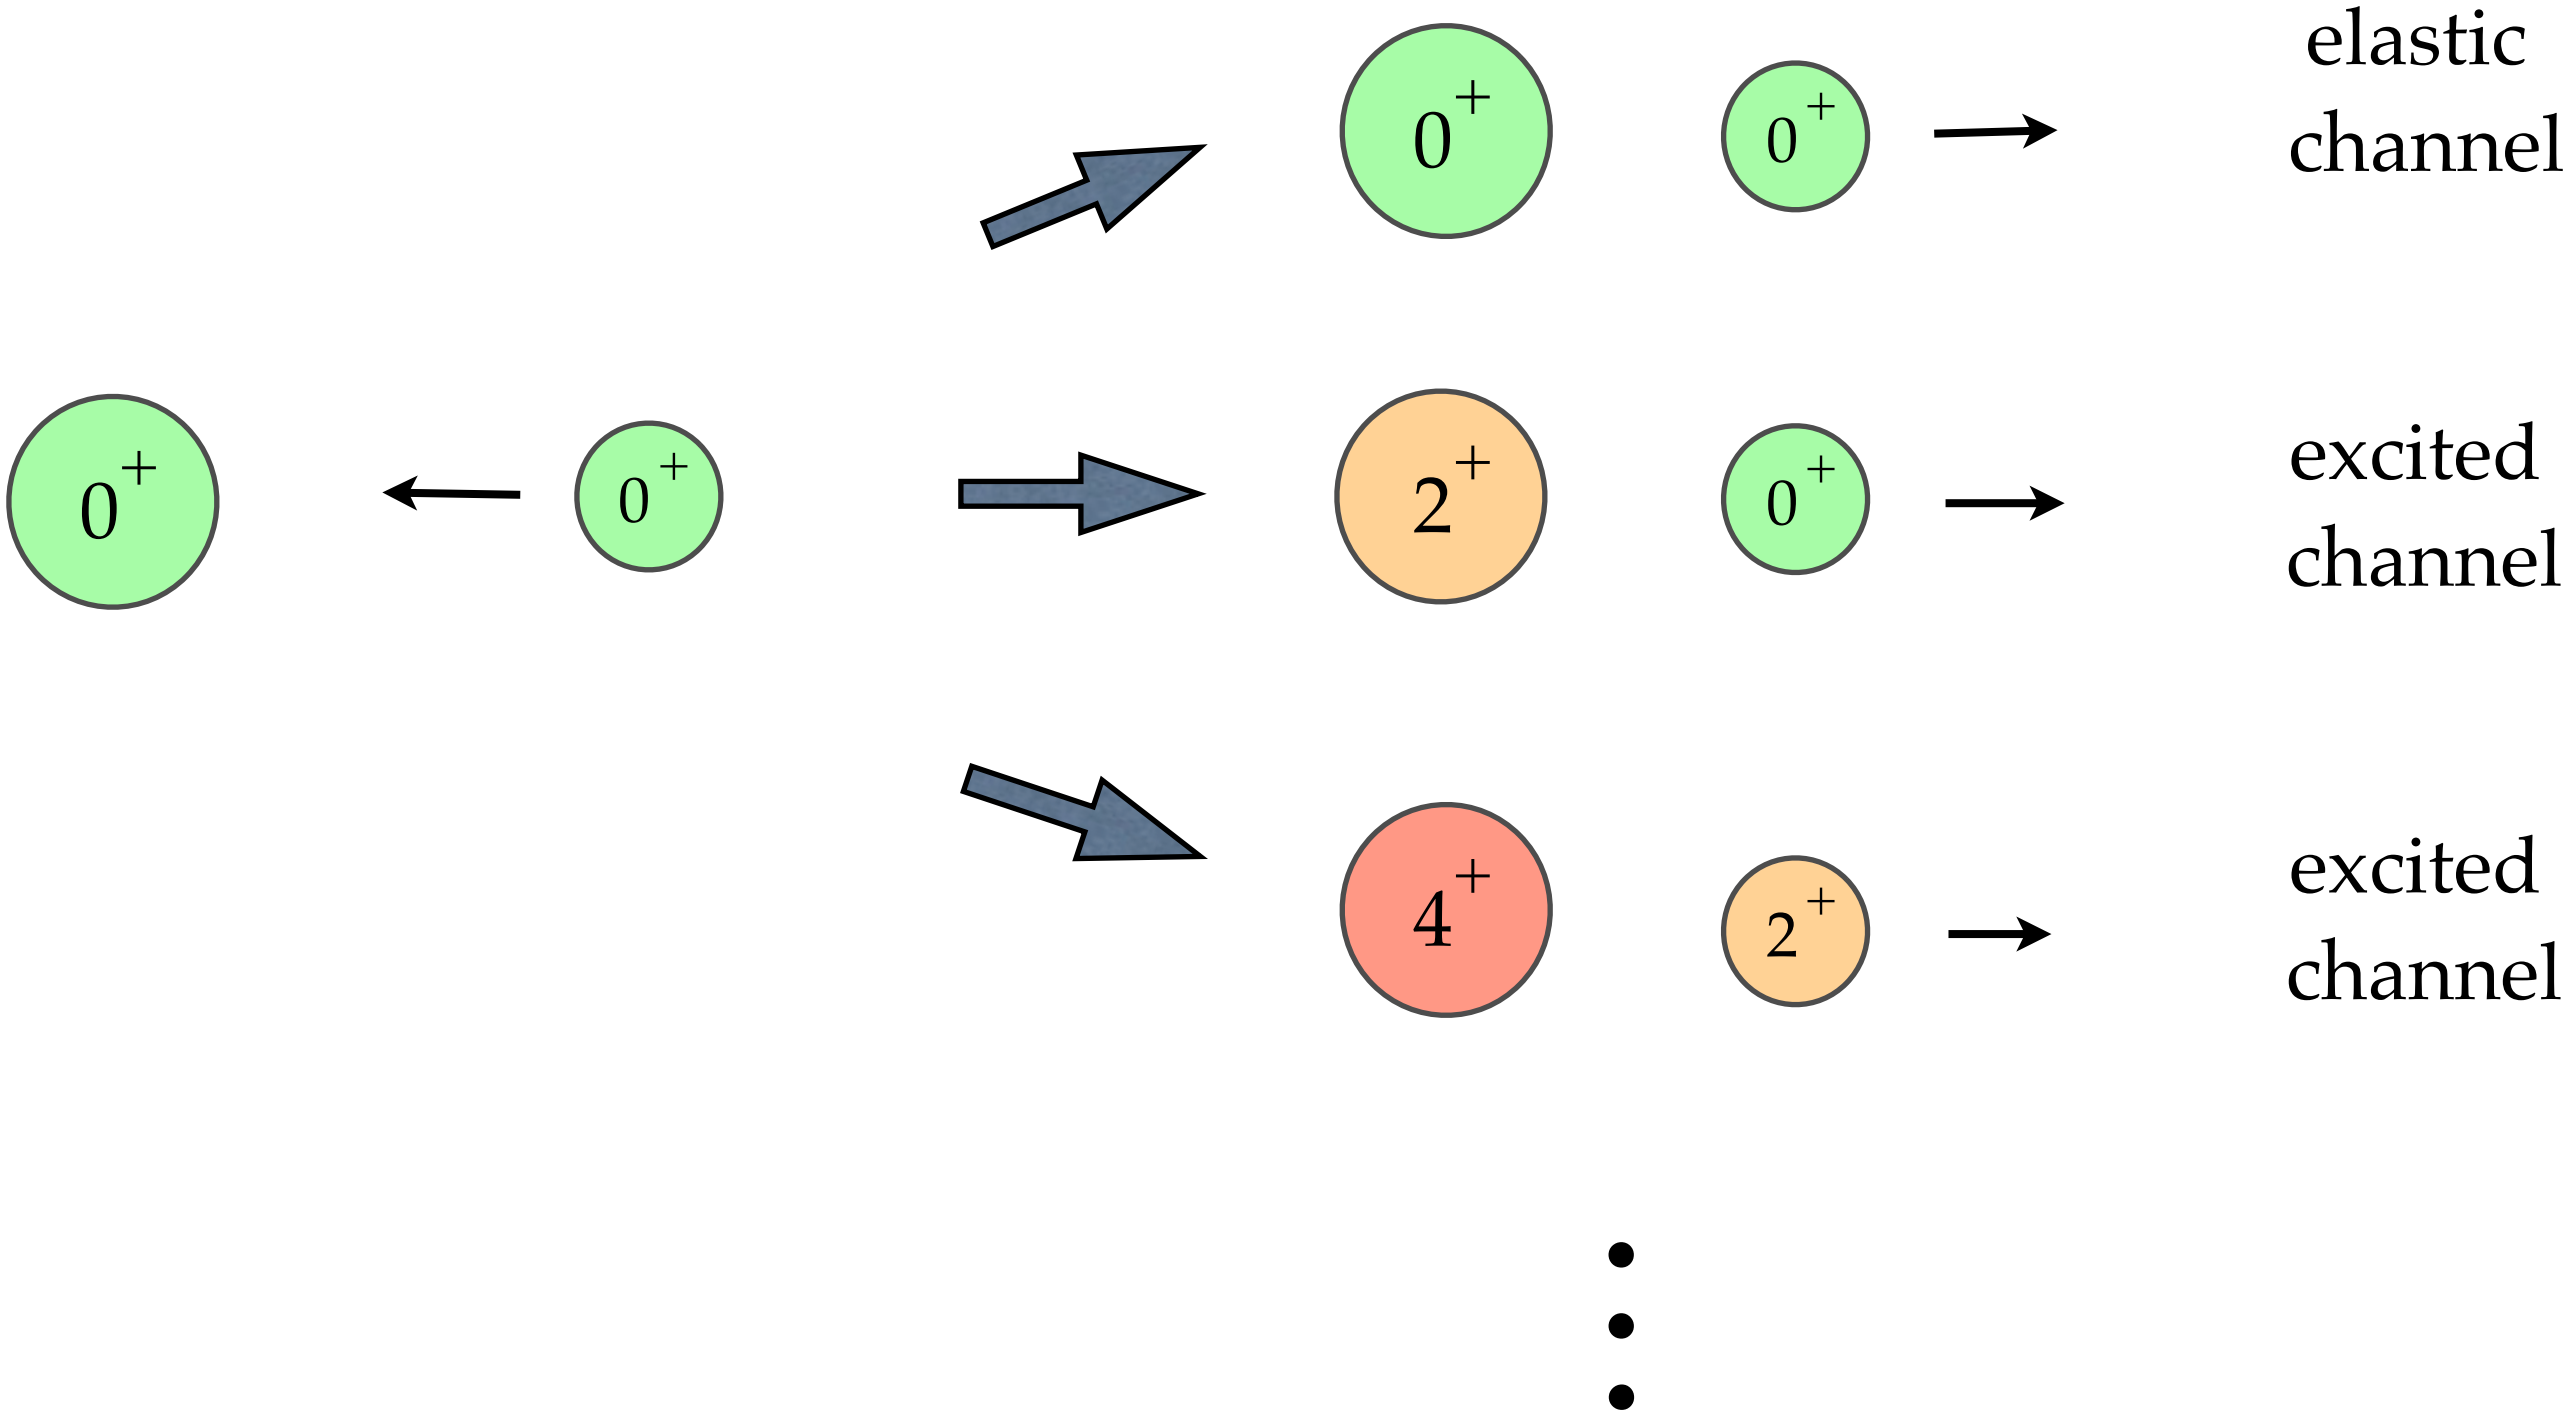 0⁺ 0⁺ elastic
channel
0⁺ 0⁺ 2⁺ 0⁺ excited
channel
4⁺ 2⁺ excited
channel